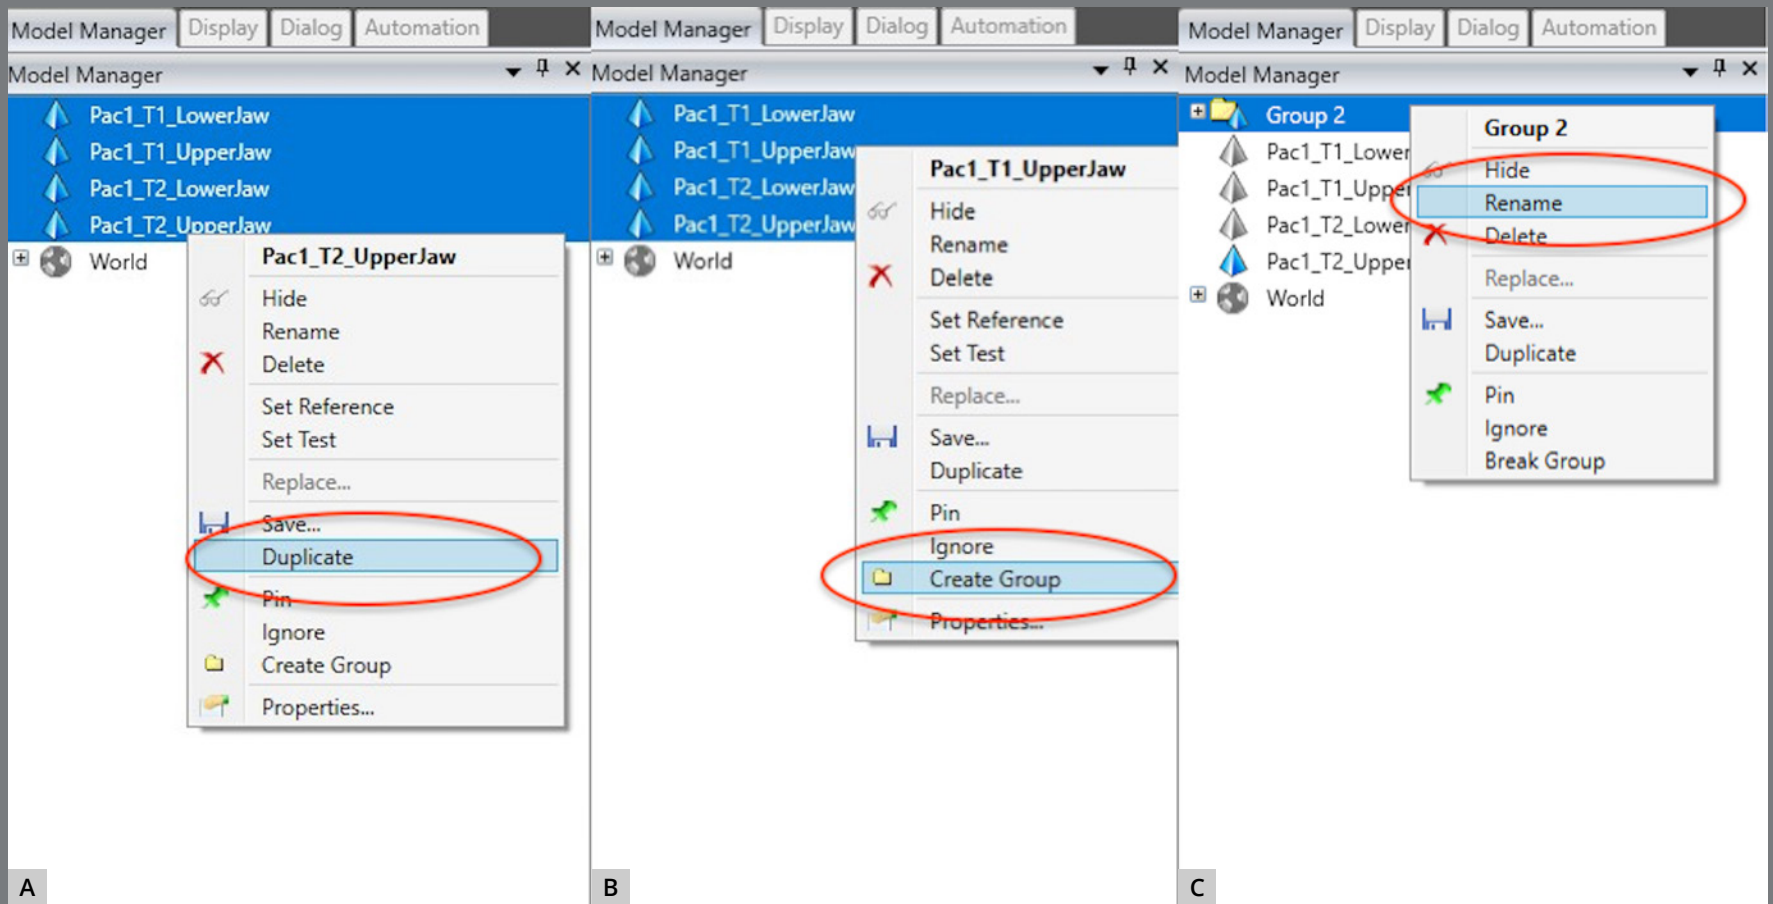 Model Manager
Display
Dialog
Automation
Model Manager
Pac1_T1_LowerJaw
Pac1_T1_UpperJaw
Pac1_T2_LowerJaw
Pac1_T2_UpperJaw
World
Pac1_T2_UpperJaw
Hide
Rename
Delete
Set Reference
Set Test
Replace...
Save...
Duplicate
Pin
Ignore
Create Group
Properties...
A
Model Manager
Display
Dialog
Automation
Model Manager
Pac1_T1_LowerJaw
Pac1_T1_UpperJaw
Pac1_T2_LowerJaw
Pac1_T2_UpperJaw
World
Pac1_T1_UpperJaw
Hide
Rename
Delete
Set Reference
Set Test
Replace...
Save...
Duplicate
Pin
Ignore
Create Group
Properties...
B
Model Manager
Display
Dialog
Automation
Model Manager
Group 2
Pac1_T1_Lower
Pac1_T1_Upper
Pac1_T2_Lower
Pac1_T2_Upper
World
Group 2
Hide
Rename
Delete
Replace...
Save...
Duplicate
Pin
Ignore
Break Group
C